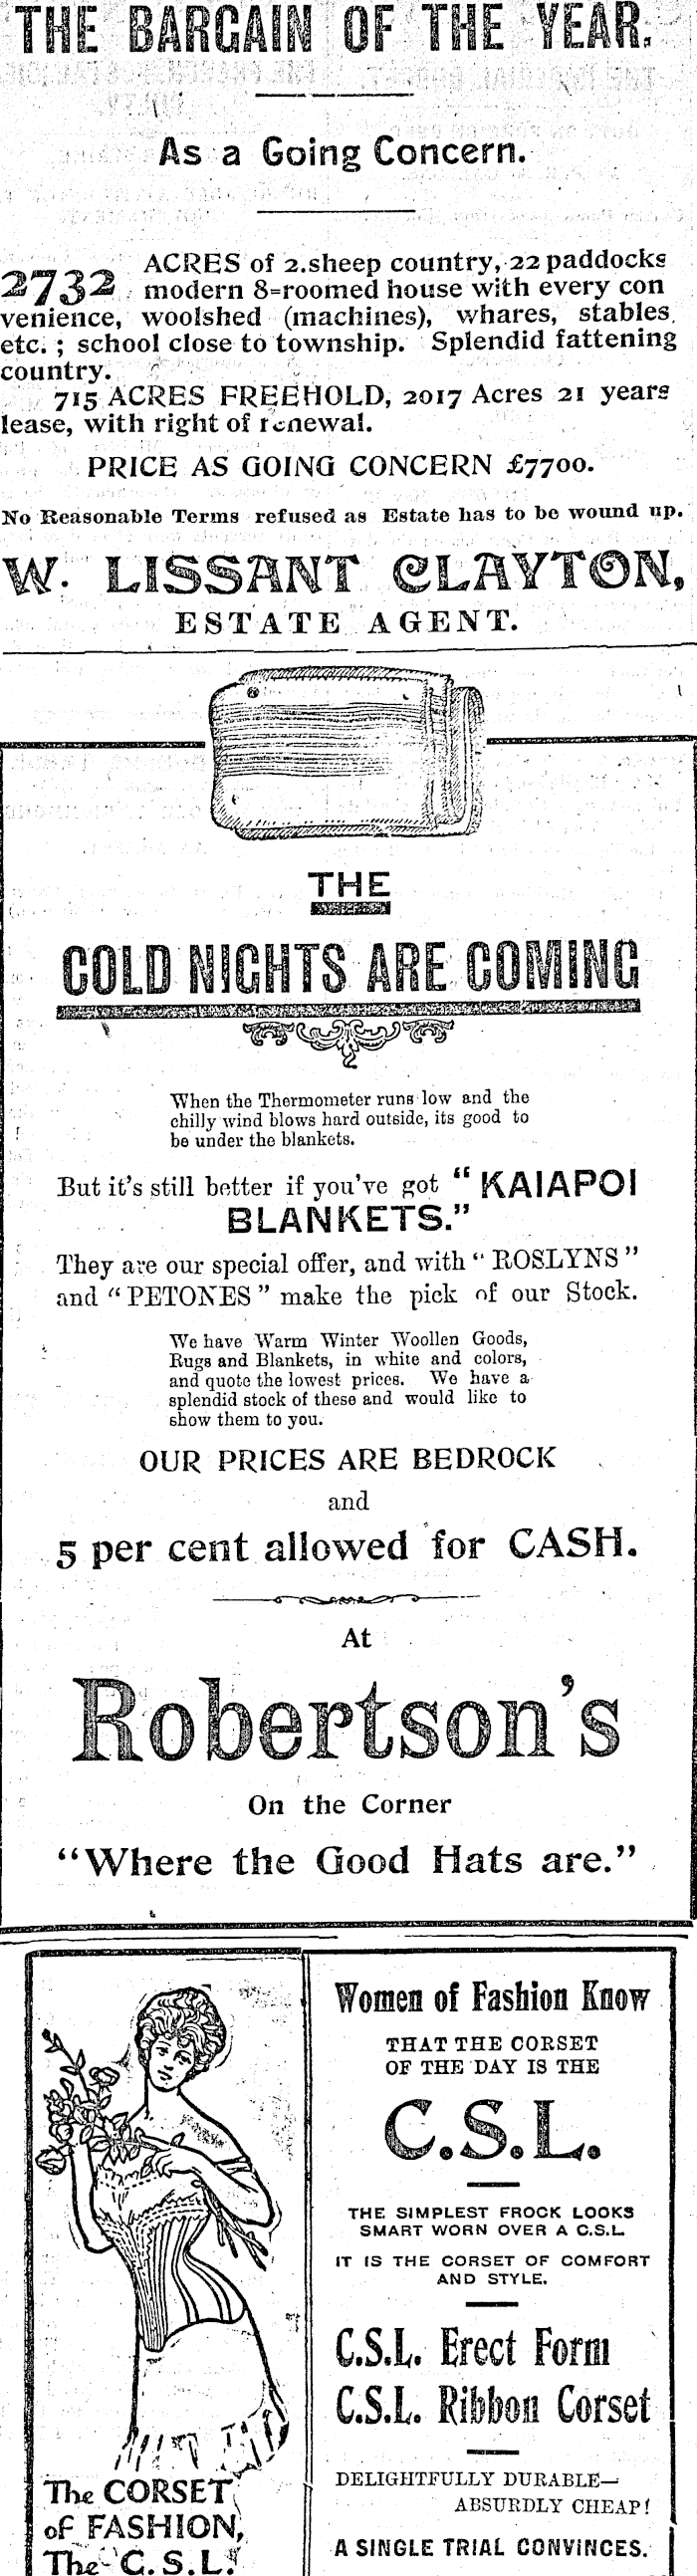 THE BARGAIN OF THE YEAR.
As a Going Concern.
2732 ACRES of 2.sheep country, 22 paddocks
modern 8=roomed house with every con
venience, woolshed (machines), whares, stables,
etc. ; school close to township. Splendid fattening
country.
715 ACRES FREEHOLD, 2017 Acres 21 years
lease, with right of renewal.
PRICE AS GOING CONCERN £7700.
No Reasonable Terms refused as Estate has to be wound up.
W. LISSANT CLAYTON,
ESTATE AGENT.
THE
COLD NIGHTS ARE COMING
When the Thermometer runs low and the
chilly wind blows hard outside, its good to
be under the blankets.
But it's still better if you've got "KAIAPOI
BLANKETS."
They are our special offer, and with "ROSLYNS"
and "PETONES" make the pick of our Stock.
We have Warm Winter Woollen Goods,
Rugs and Blankets, in white and colors,
and quote the lowest prices. We have a
splendid stock of these and would like to
show them to you.
OUR PRICES ARE BEDROCK
and
5 per cent allowed for CASH.
At
Robertson's
On the Corner
"Where the Good Hats are."
The CORSET
of FASHION,
The C.S.L.
Women of Fashion Know
THAT THE CORSET
OF THE DAY IS THE
C.S.L.
THE SIMPLEST FROCK LOOKS
SMART WORN OVER A C.S.L.
IT IS THE CORSET OF COMFORT
AND STYLE.
C.S.L. Erect Form
C.S.L. Ribbon Corset
DELIGHTFULLY DURABLE—
ABSURDLY CHEAP!
A SINGLE TRIAL CONVINCES.